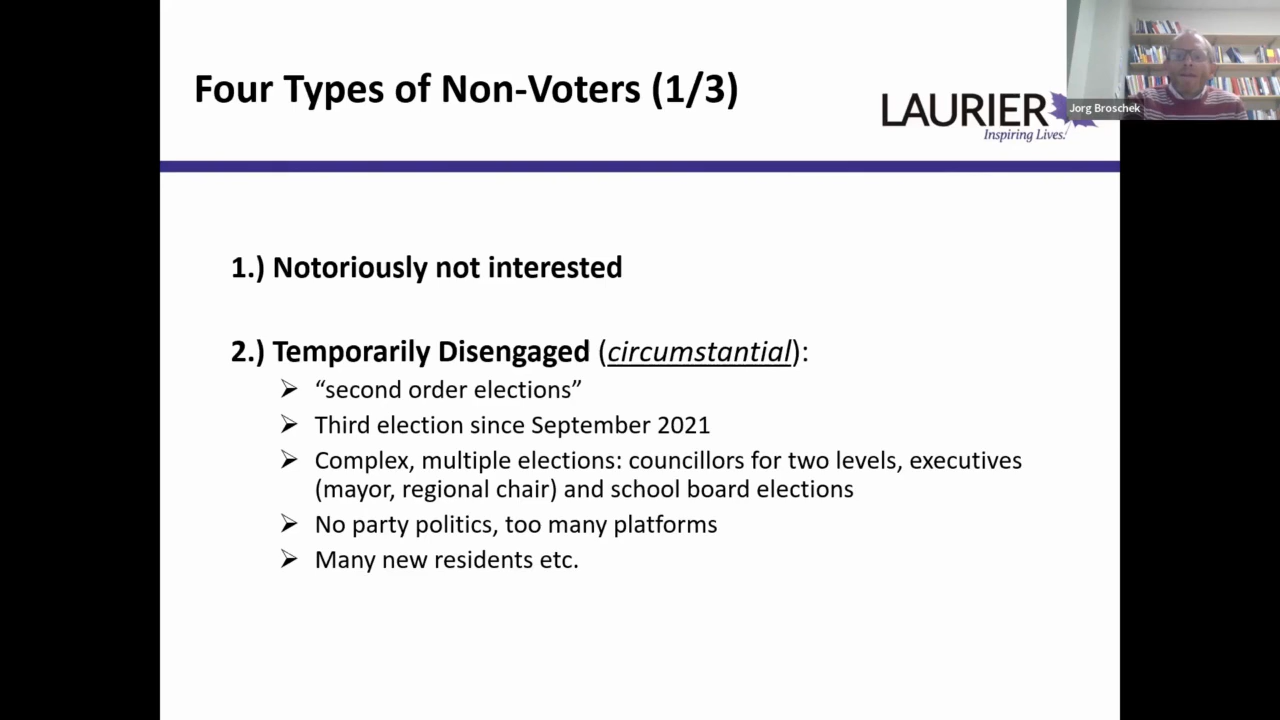 Four Types of Non-Voters (1/3)
LAURIER
Inspiring Lives.
Jorg Broschek
1.) Notoriously not interested
2.) Temporarily Disengaged (circumstantial):
➢ “second order elections”
➢ Third election since September 2021
➢ Complex, multiple elections: councillors for two levels, executives
(mayor, regional chair) and school board elections
➢ No party politics, too many platforms
➢ Many new residents etc.